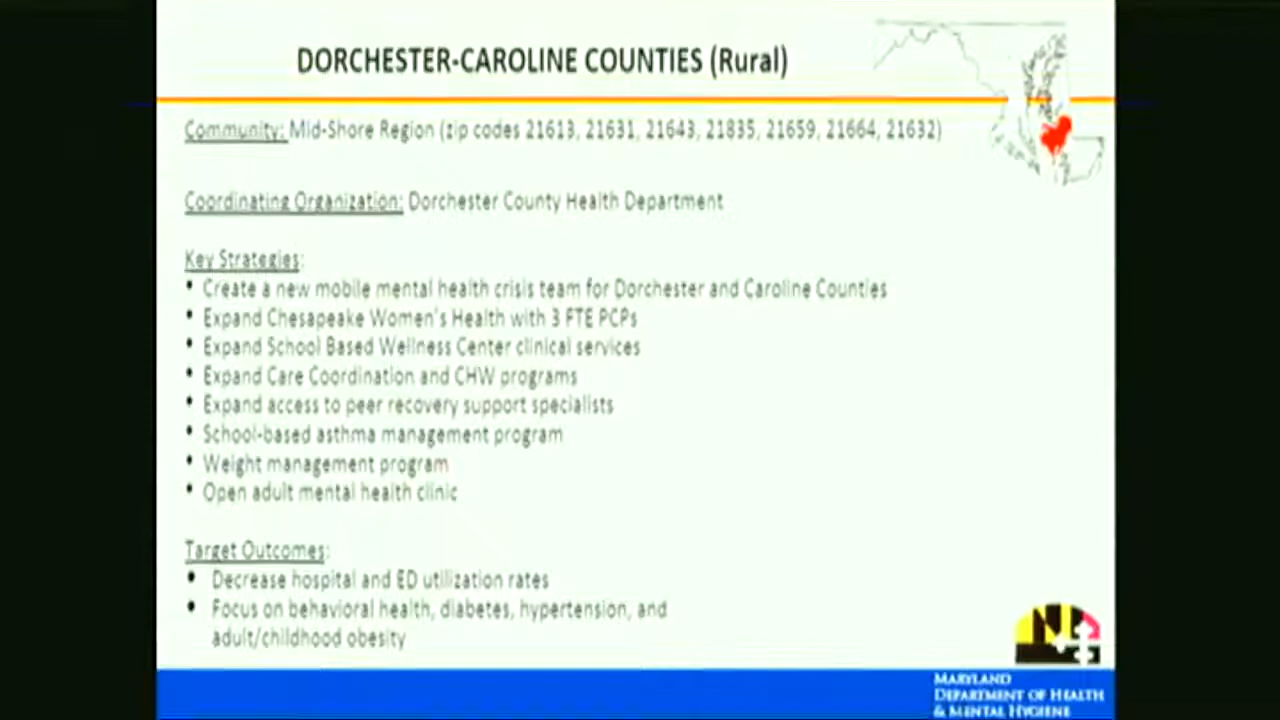 DORCHESTER-CAROLINE COUNTIES (Rural)
Community: Mid-Shore Region (zip codes 21613, 21631, 21643, 21835, 21659, 21664, 21632)
Coordinating Organization: Dorchester County Health Department
Key Strategies:
• Create a new mobile mental health crisis team for Dorchester and Caroline Counties
• Expand Chesapeake Women's Health with 3 FTE PCPs
• Expand School Based Wellness Center clinical services
• Expand Care Coordination and CHW programs
• Expand access to peer recovery support specialists
• School-based asthma management program
• Weight management program
• Open adult mental health clinic
Target Outcomes:
• Decrease hospital and ED utilization rates
• Focus on behavioral health, diabetes, hypertension, and
adult/childhood obesity
MARYLAND
DEPARTMENT OF HEALTH
& MENTAL HYGIENE